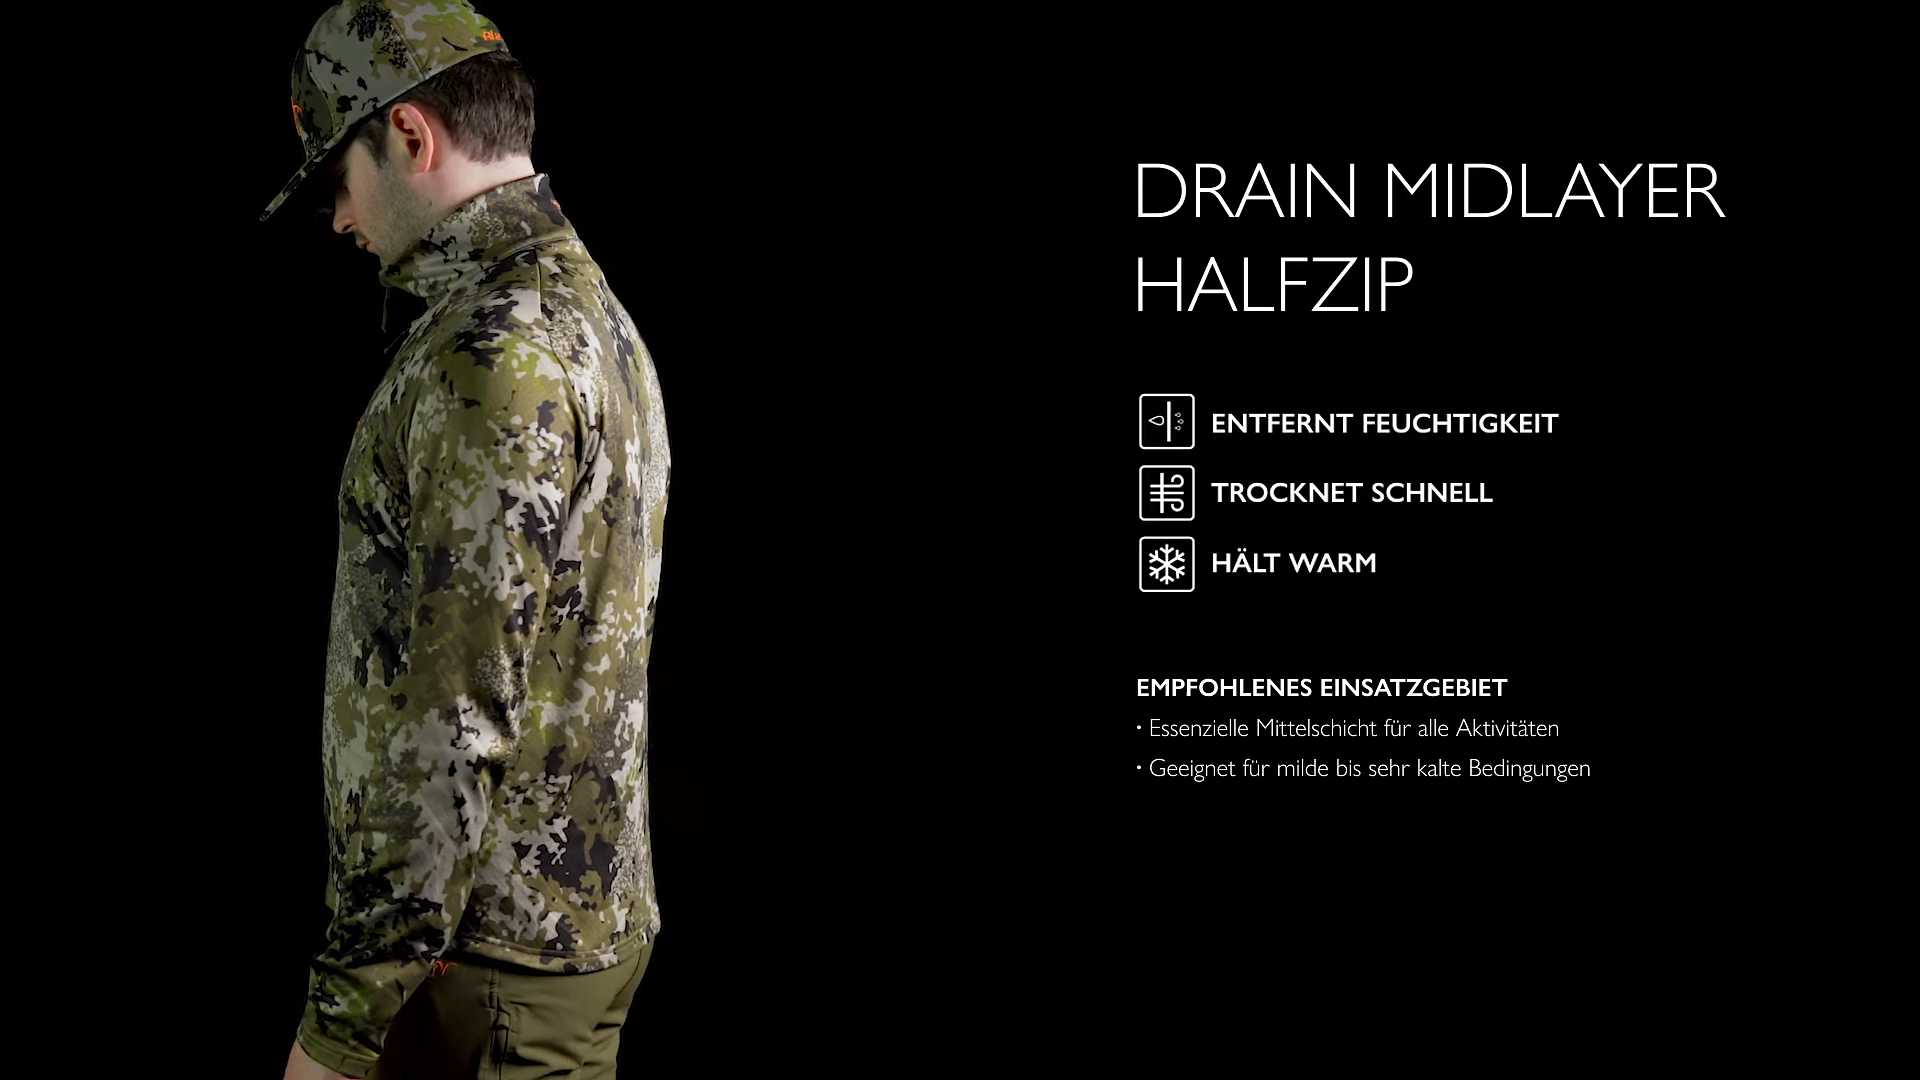 DRAIN MIDLAYER
HALFZIP
ENTFERNT FEUCHTIGKEIT
TROCKNET SCHNELL
HÄLT WARM
EMPFOHLENES EINSATZGEBIET
• Essenzielle Mittelschicht für alle Aktivitäten
• Geeignet für milde bis sehr kalte Bedingungen